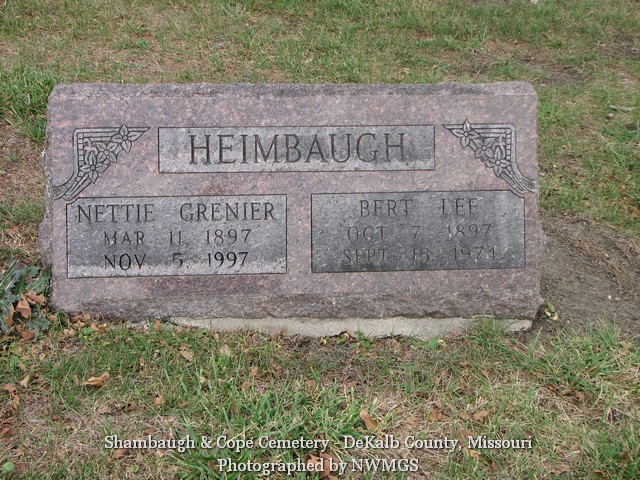 HEIMBAUGH
NETTIE GRENIER
MAR 11, 1897
NOV 5, 1997
BERT LEE
OCT 7, 1897
SEPT 15, 1974
Shambaugh & Cope Cemetery - DeKalb County, Missouri
Photographed by NWMGS